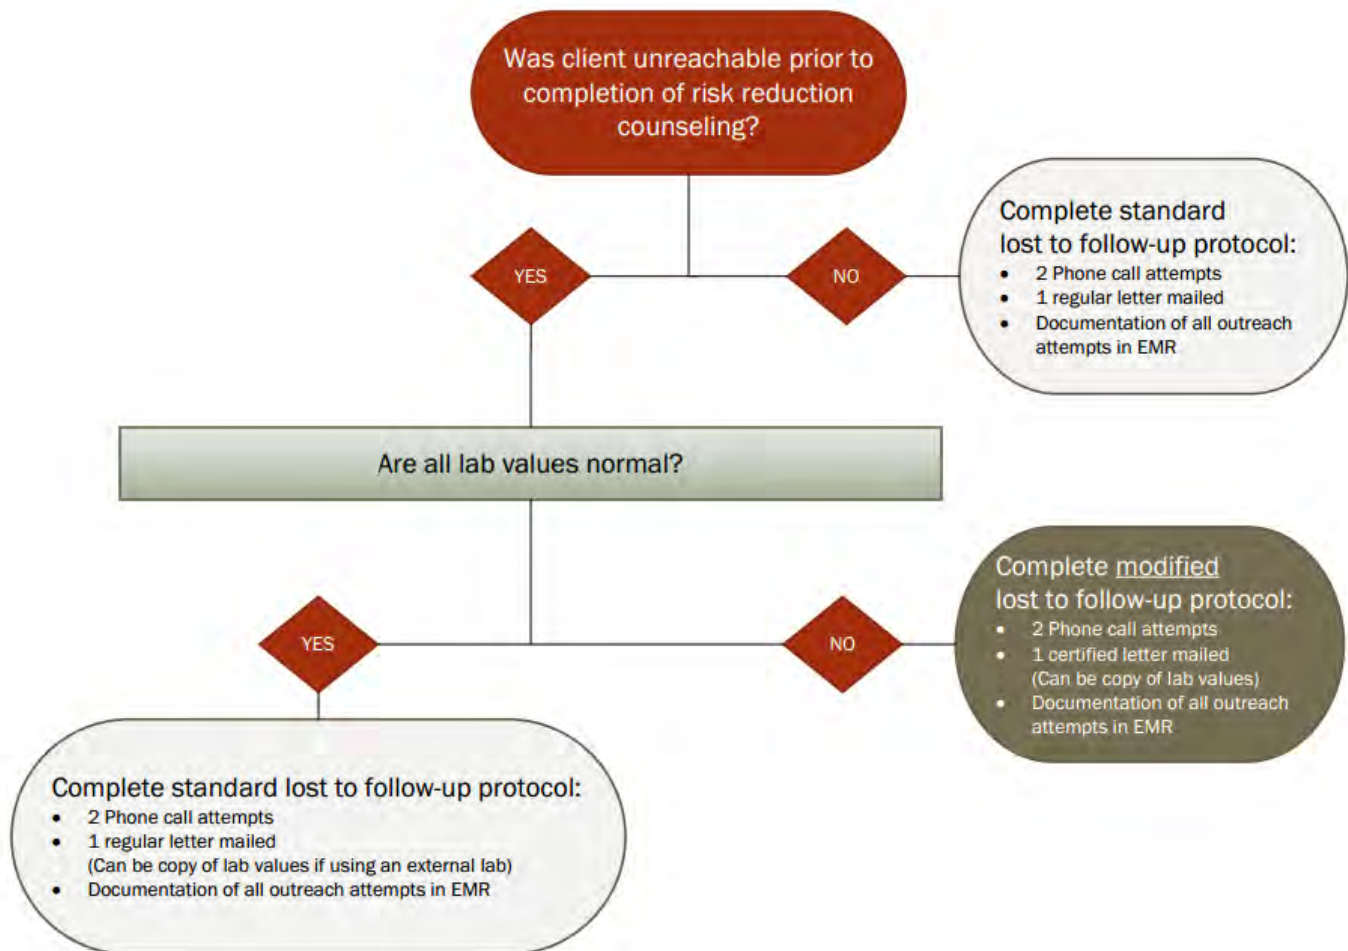 Was client unreachable prior to
completion of risk reduction
counseling?
YES
NO
Complete standard
lost to follow-up protocol:
• 2 Phone call attempts
• 1 regular letter mailed
• Documentation of all outreach
attempts in EMR
Are all lab values normal?
YES
NO
Complete modified
lost to follow-up protocol:
• 2 Phone call attempts
• 1 certified letter mailed
(Can be copy of lab values)
• Documentation of all outreach
attempts in EMR
Complete standard lost to follow-up protocol:
• 2 Phone call attempts
• 1 regular letter mailed
(Can be copy of lab values if using an external lab)
• Documentation of all outreach attempts in EMR